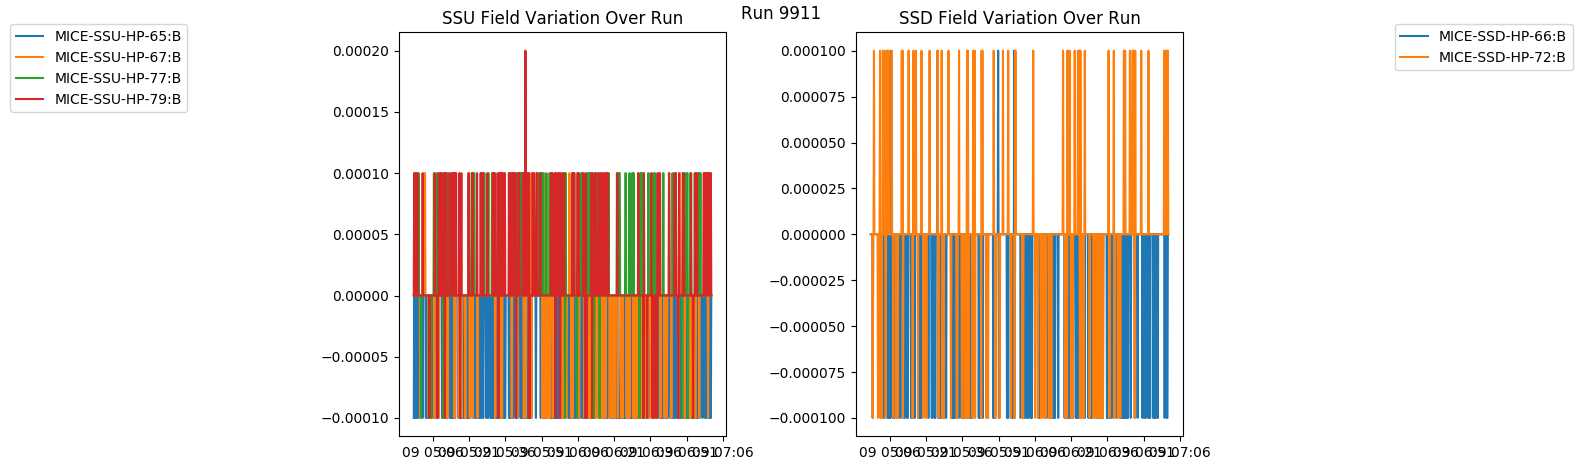 Run 9911
MICE-SSU-HP-65:B
MICE-SSU-HP-67:B
MICE-SSU-HP-77:B
MICE-SSU-HP-79:B
SSU Field Variation Over Run
0.00020
0.00015
0.00010
0.00005
0.00000
−0.00005
−0.00010
SSD Field Variation Over Run
0.000100
0.000075
0.000050
0.000025
0.000000
−0.000025
−0.000050
−0.000075
−0.000100
MICE-SSD-HP-66:B
MICE-SSD-HP-72:B